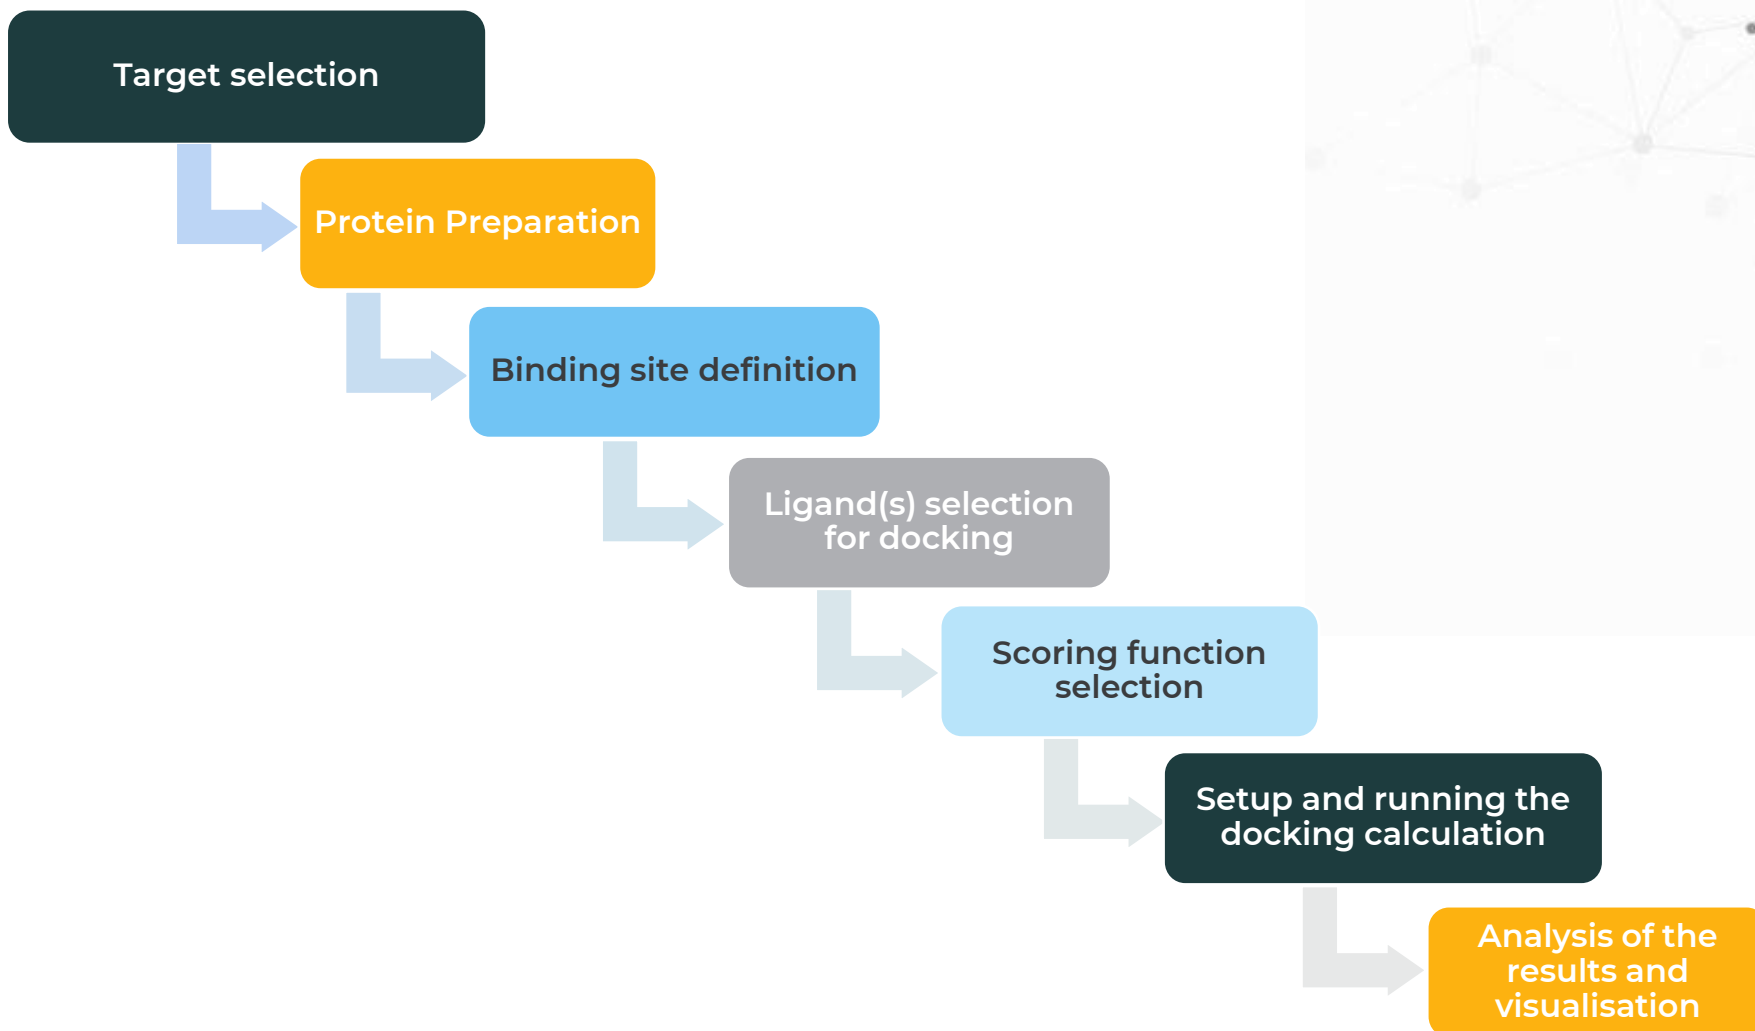 Target selection
Protein Preparation
Binding site definition
Ligand(s) selection
for docking
Scoring function
selection
Setup and running the
docking calculation
Analysis of the
results and
visualisation